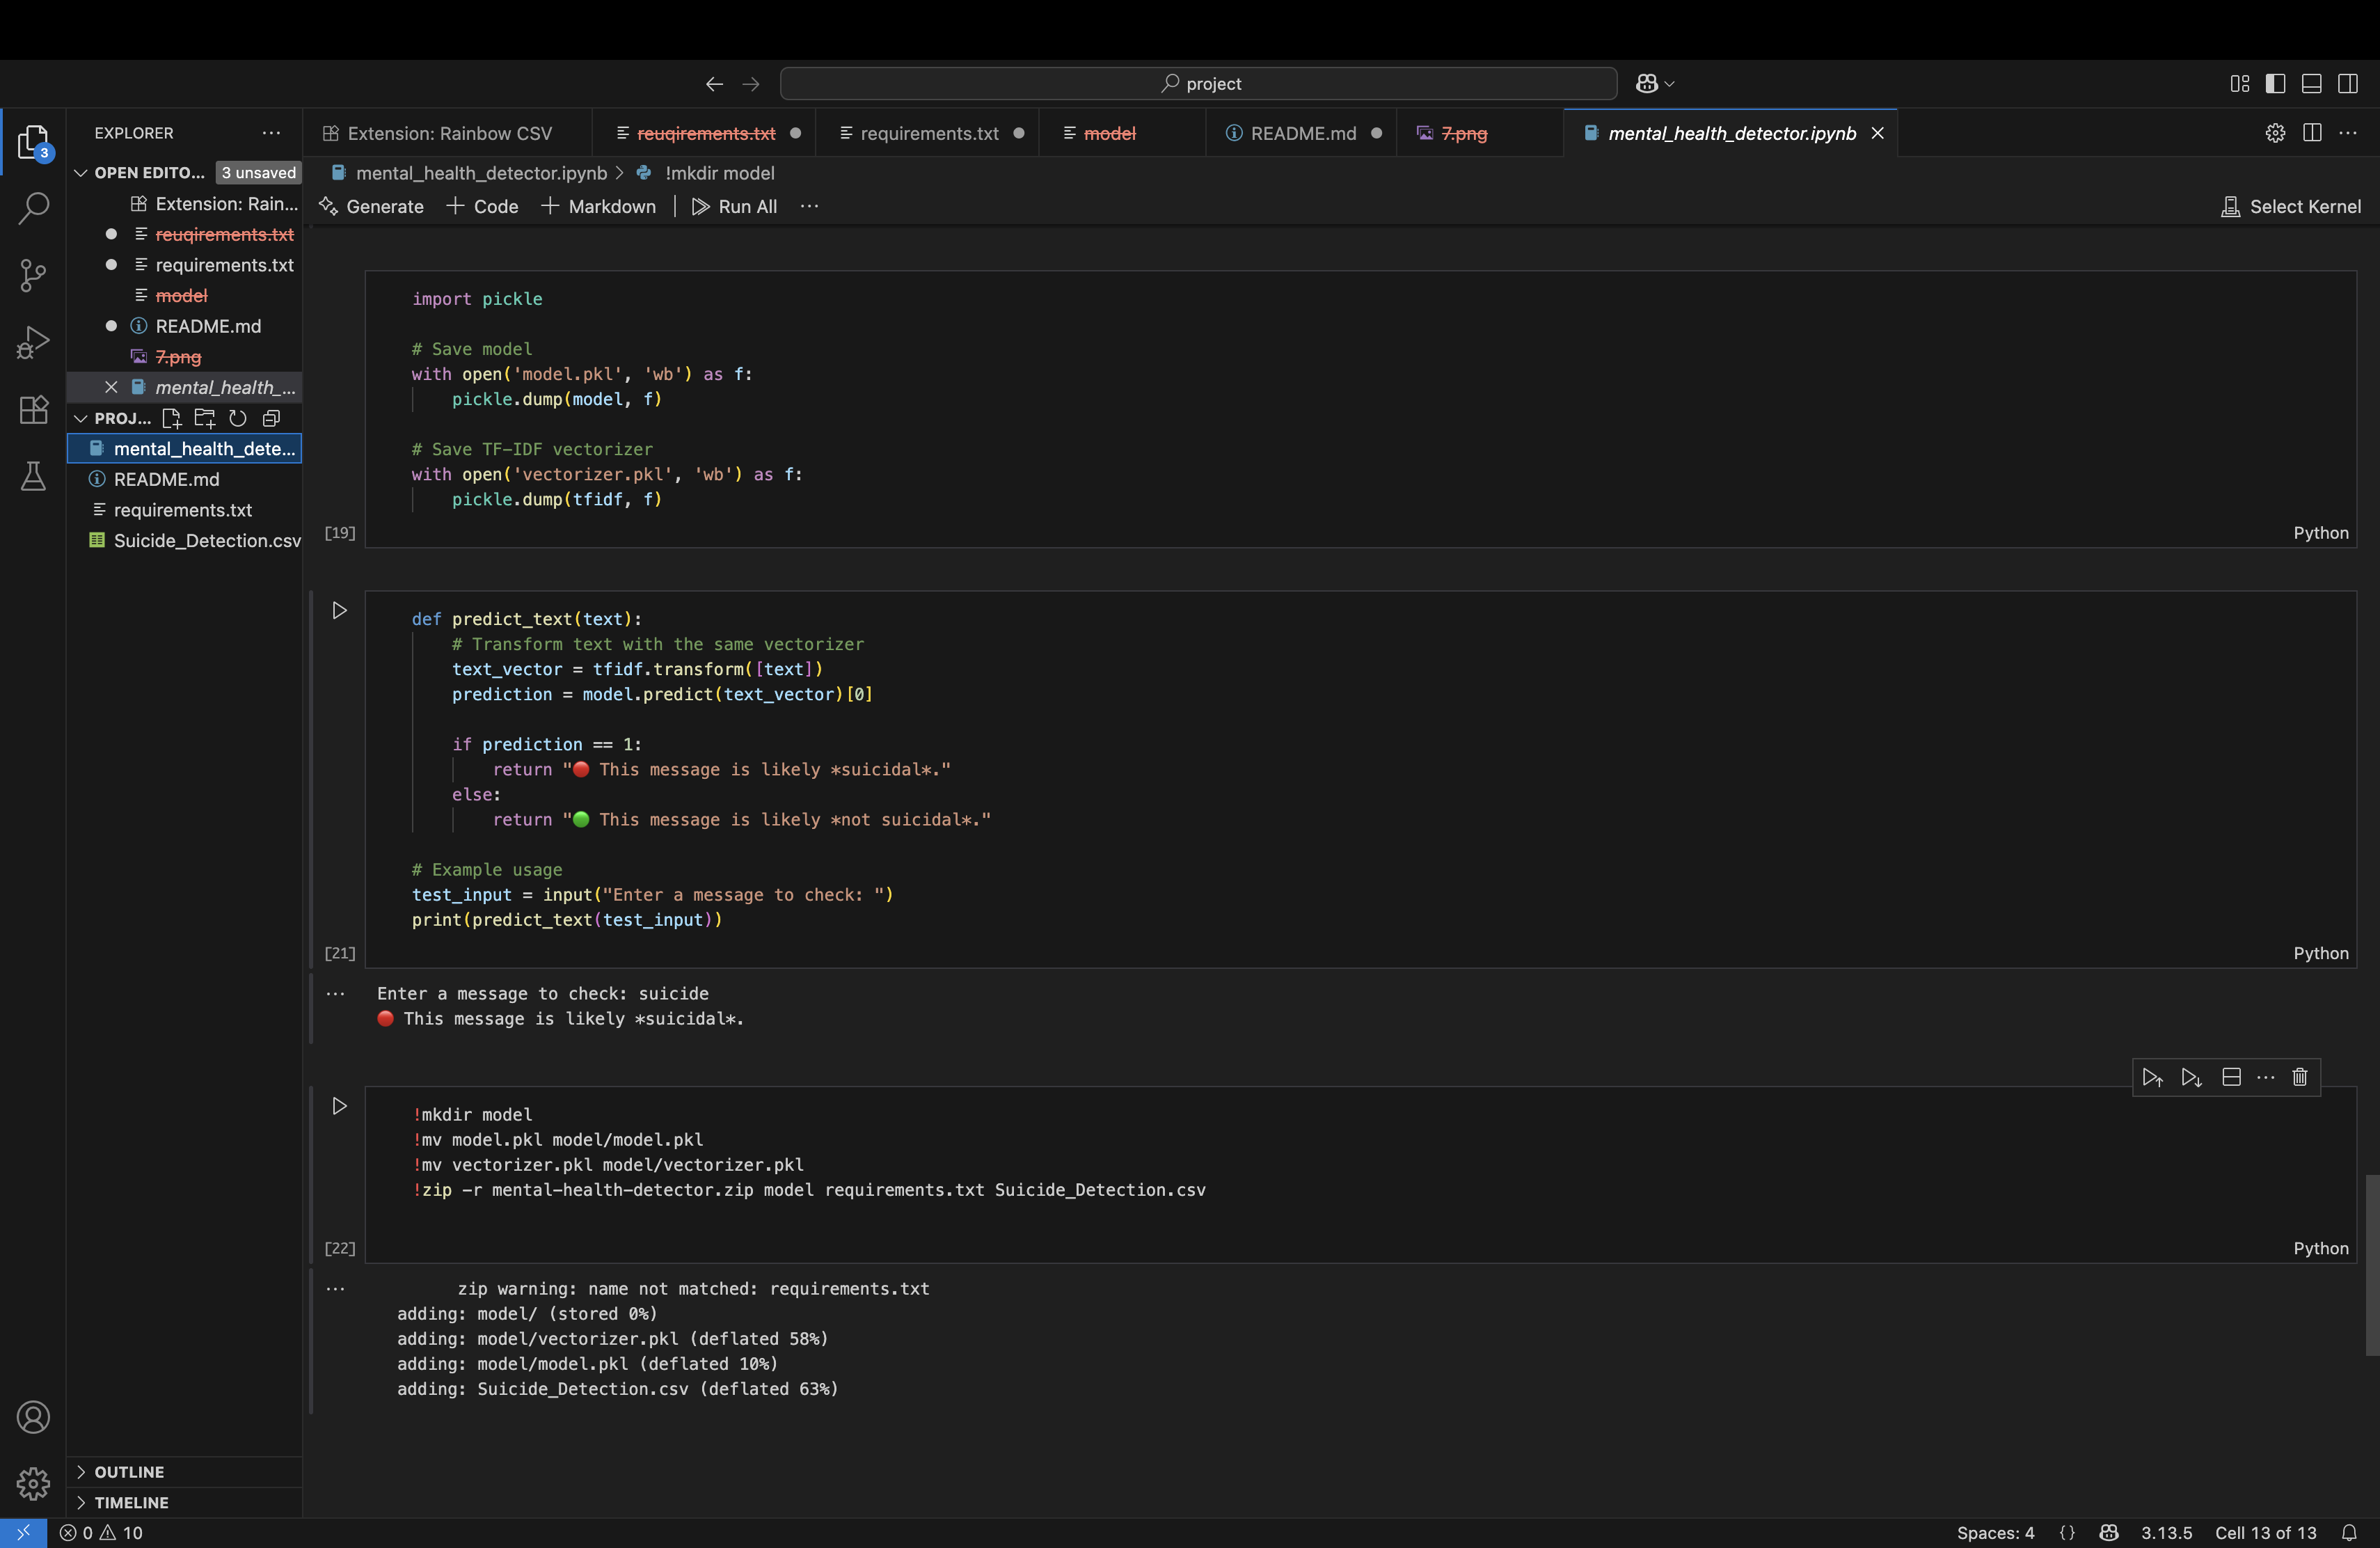 project
EXPLORER
OPEN EDITO... 3 unsaved
Extension: Rain...
reuqirements.txt
requirements.txt
model
README.md
7.png
mental_health_...
PROJ...
mental_health_dete...
README.md
requirements.txt
Suicide_Detection.csv
OUTLINE
TIMELINE
Extension: Rainbow CSV reuqirements.txt requirements.txt model README.md 7.png mental_health_detector.ipynb
mental_health_detector.ipynb > !mkdir model
Generate + Code + Markdown Run All ... Select Kernel
import pickle
# Save model
with open('model.pkl', 'wb') as f:
    pickle.dump(model, f)
# Save TF-IDF vectorizer
with open('vectorizer.pkl', 'wb') as f:
    pickle.dump(tfidf, f)
[19] Python
def predict_text(text):
    # Transform text with the same vectorizer
    text_vector = tfidf.transform([text])
    prediction = model.predict(text_vector)[0]
    if prediction == 1:
        return "🔴 This message is likely *suicidal*."
    else:
        return "🟢 This message is likely *not suicidal*."
# Example usage
test_input = input("Enter a message to check: ")
print(predict_text(test_input))
[21] Python
Enter a message to check: suicide
🔴 This message is likely *suicidal*.
!mkdir model
!mv model.pkl model/model.pkl
!mv vectorizer.pkl model/vectorizer.pkl
!zip -r mental-health-detector.zip model requirements.txt Suicide_Detection.csv
[22] Python
zip warning: name not matched: requirements.txt
adding: model/ (stored 0%)
adding: model/vectorizer.pkl (deflated 58%)
adding: model/model.pkl (deflated 10%)
adding: Suicide_Detection.csv (deflated 63%)
3
0 10 Spaces: 4 {} 3.13.5 Cell 13 of 13